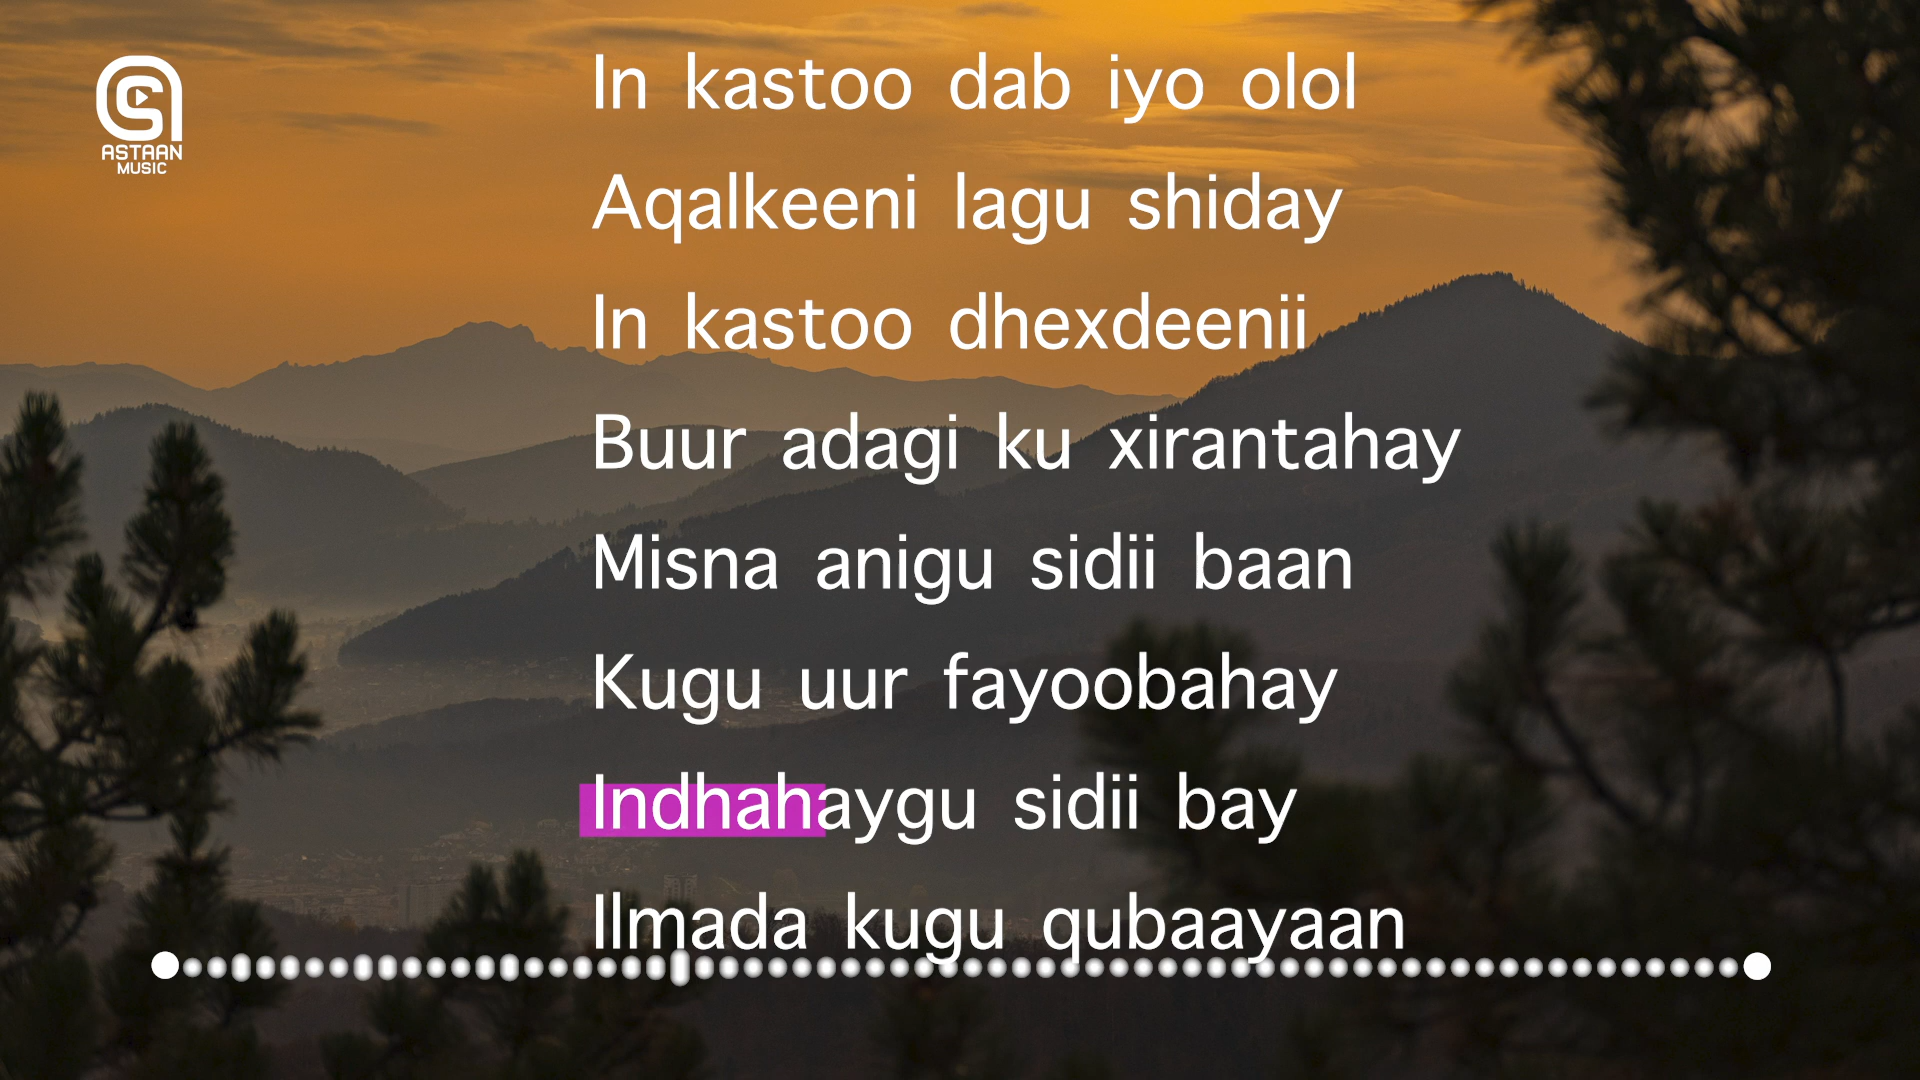 ASTAAN
MUSIC
In kastoo dab iyo olol
Aqalkeeni lagu shiday
In kastoo dhexdeenii
Buur adagi ku xirantahay
Misna anigu sidii baan
Kugu uur fayoobahay
Indhahaygu sidii bay
Ilmada kugu qubaayaan